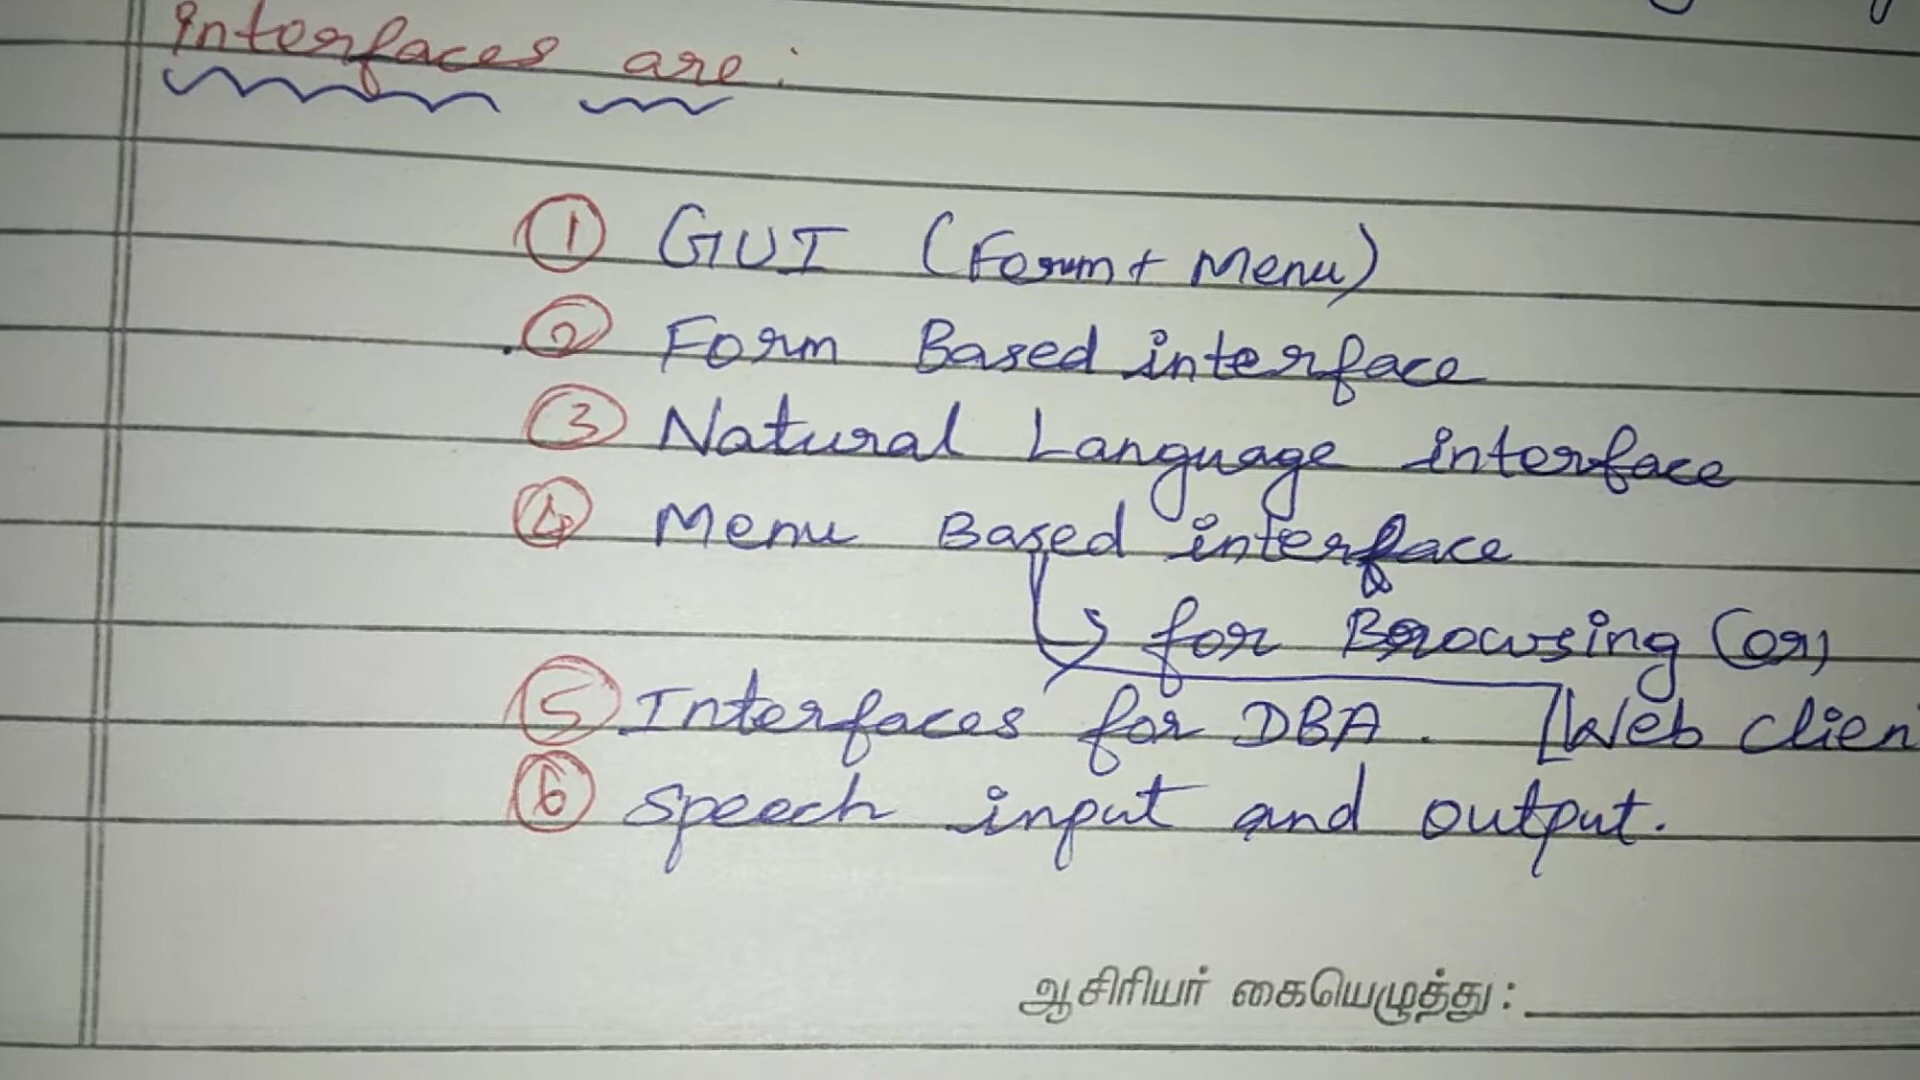 interfaces are:
① GUI (Form + Menu)
② Form Based interface
③ Natural Language interface
④ Menu Based interface
for Browsing (or)
⑤ Interfaces for DBA. [Web clien
⑥ speech input and output.
ஆசிரியர் கையெழுத்து :